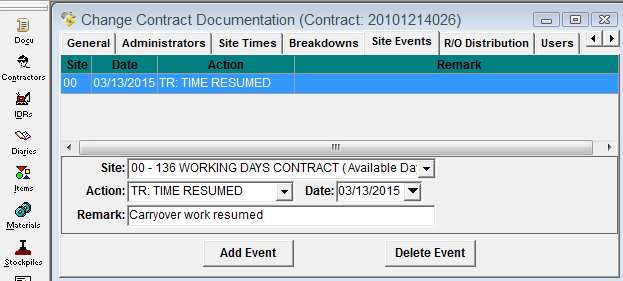 Change Contract Documentation (Contract: 20101214026)
General Administrators Site Times Breakdowns Site Events R/O Distribution Users
Site Date Action Remark
00 03/13/2015 TR: TIME RESUMED
Site: 00 - 136 WORKING DAYS CONTRACT (Available Da
Action: TR: TIME RESUMED Date: 03/13/2015
Remark: Carryover work resumed
Add Event Delete Event
Docu
Contractors
IDRs
Diaries
Items
Materials
Stockpiles